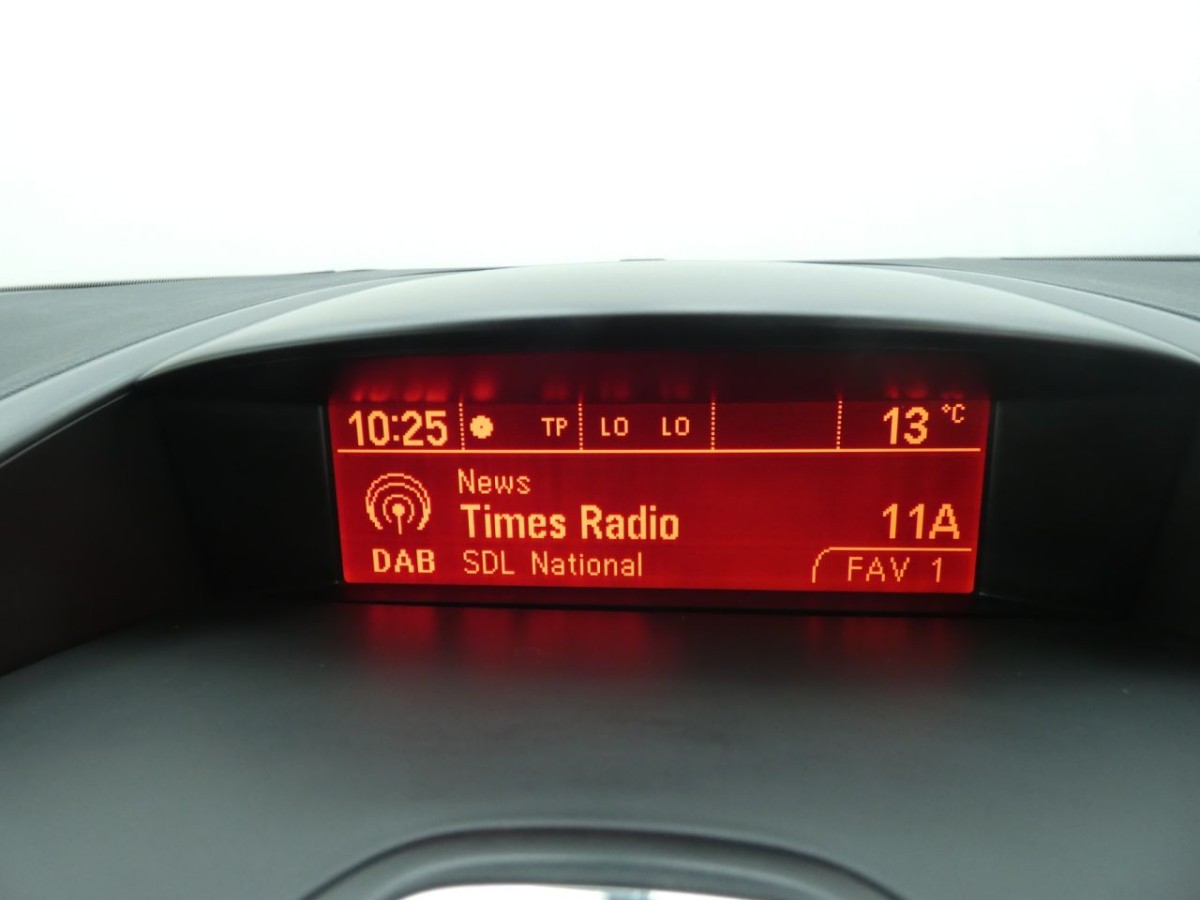 10:25 TP LO LO 13 °C
News
Times Radio 11A
DAB SDL National FAV 1